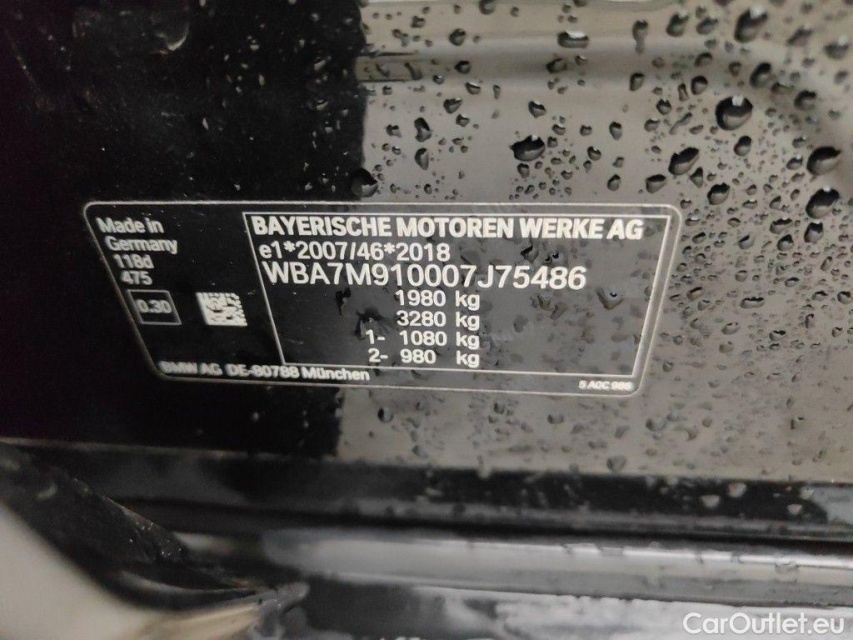 Made in
Germany
118d
475
0.30
BAYERISCHE MOTOREN WERKE AG
e1*2007/46*2018
WBA7M910007J75486
1980 kg
3280 kg
1- 1080 kg
2- 980 kg
BMW AG DE-80788 München
5 A0C 986
CarOutlet.eu